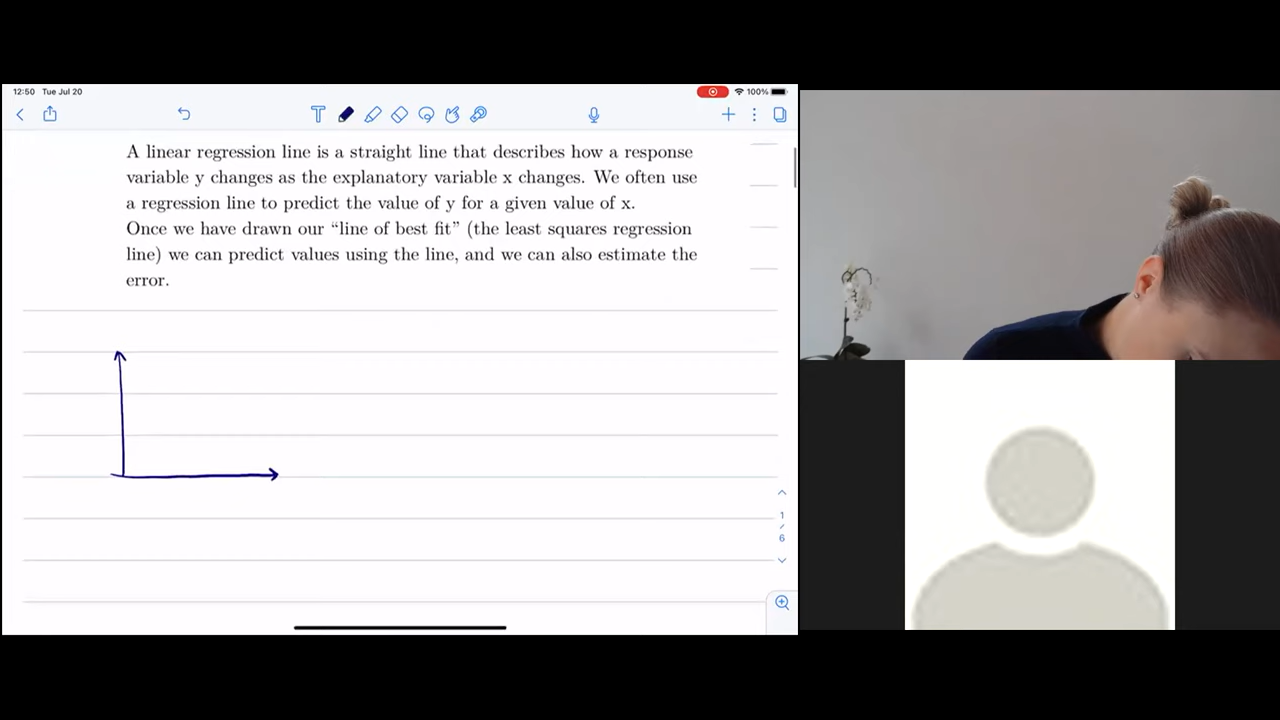 12:50 Tue Jul 20
100%
T
A linear regression line is a straight line that describes how a response
variable y changes as the explanatory variable x changes. We often use
a regression line to predict the value of y for a given value of x.
Once we have drawn our “line of best fit” (the least squares regression
line) we can predict values using the line, and we can also estimate the
error.
1
/
6